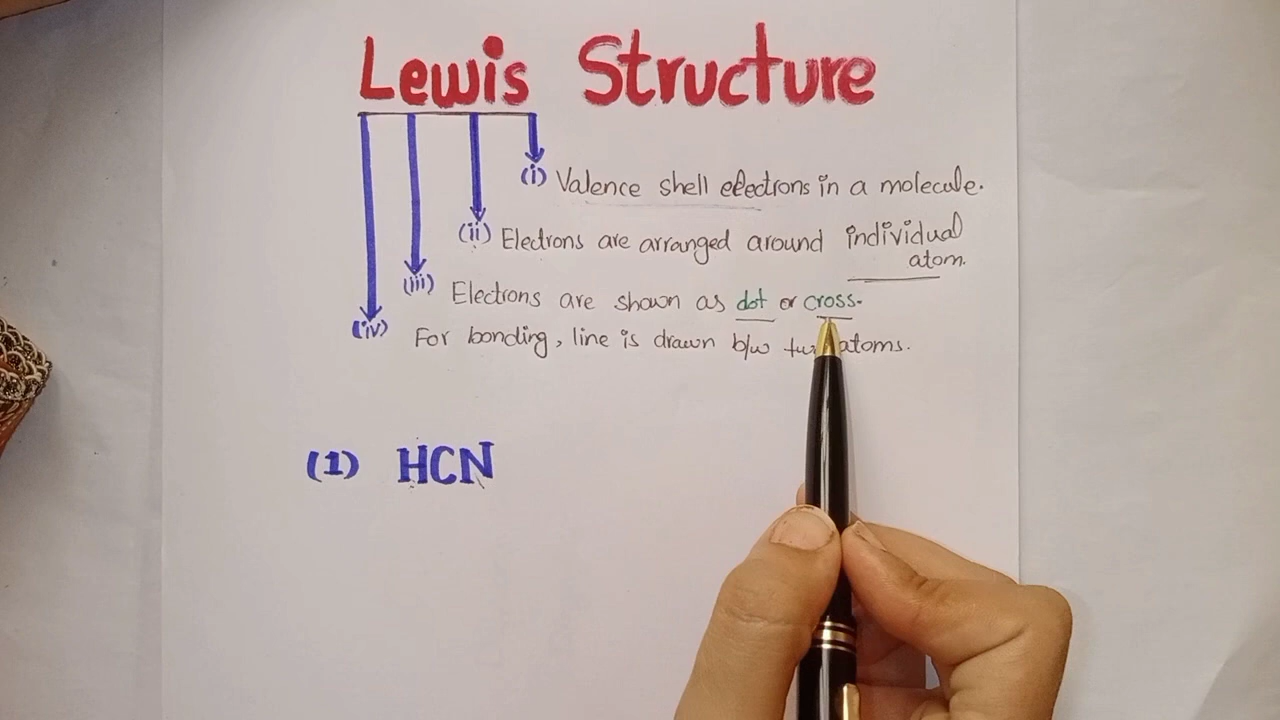 Lewis Structure
(i) Valence shell electrons in a molecule.
(ii) Electrons are arranged around individual
atom.
(iii) Electrons are shown as dot or cross.
(iv) For bonding, line is drawn b/w atoms.
(1) HCN